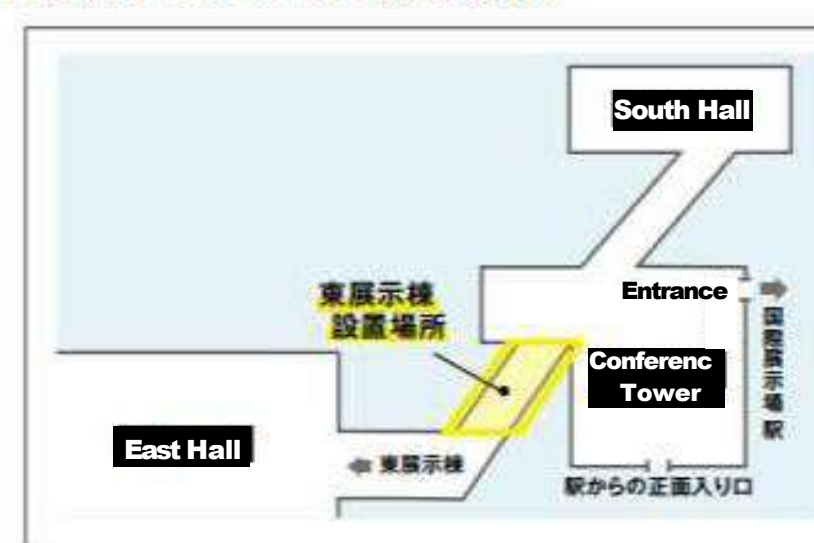 South Hall
Entrance
東展示棟
設置場所
国際展示場駅
Conferenc
Tower
East Hall
東展示棟
駅からの正面入り口